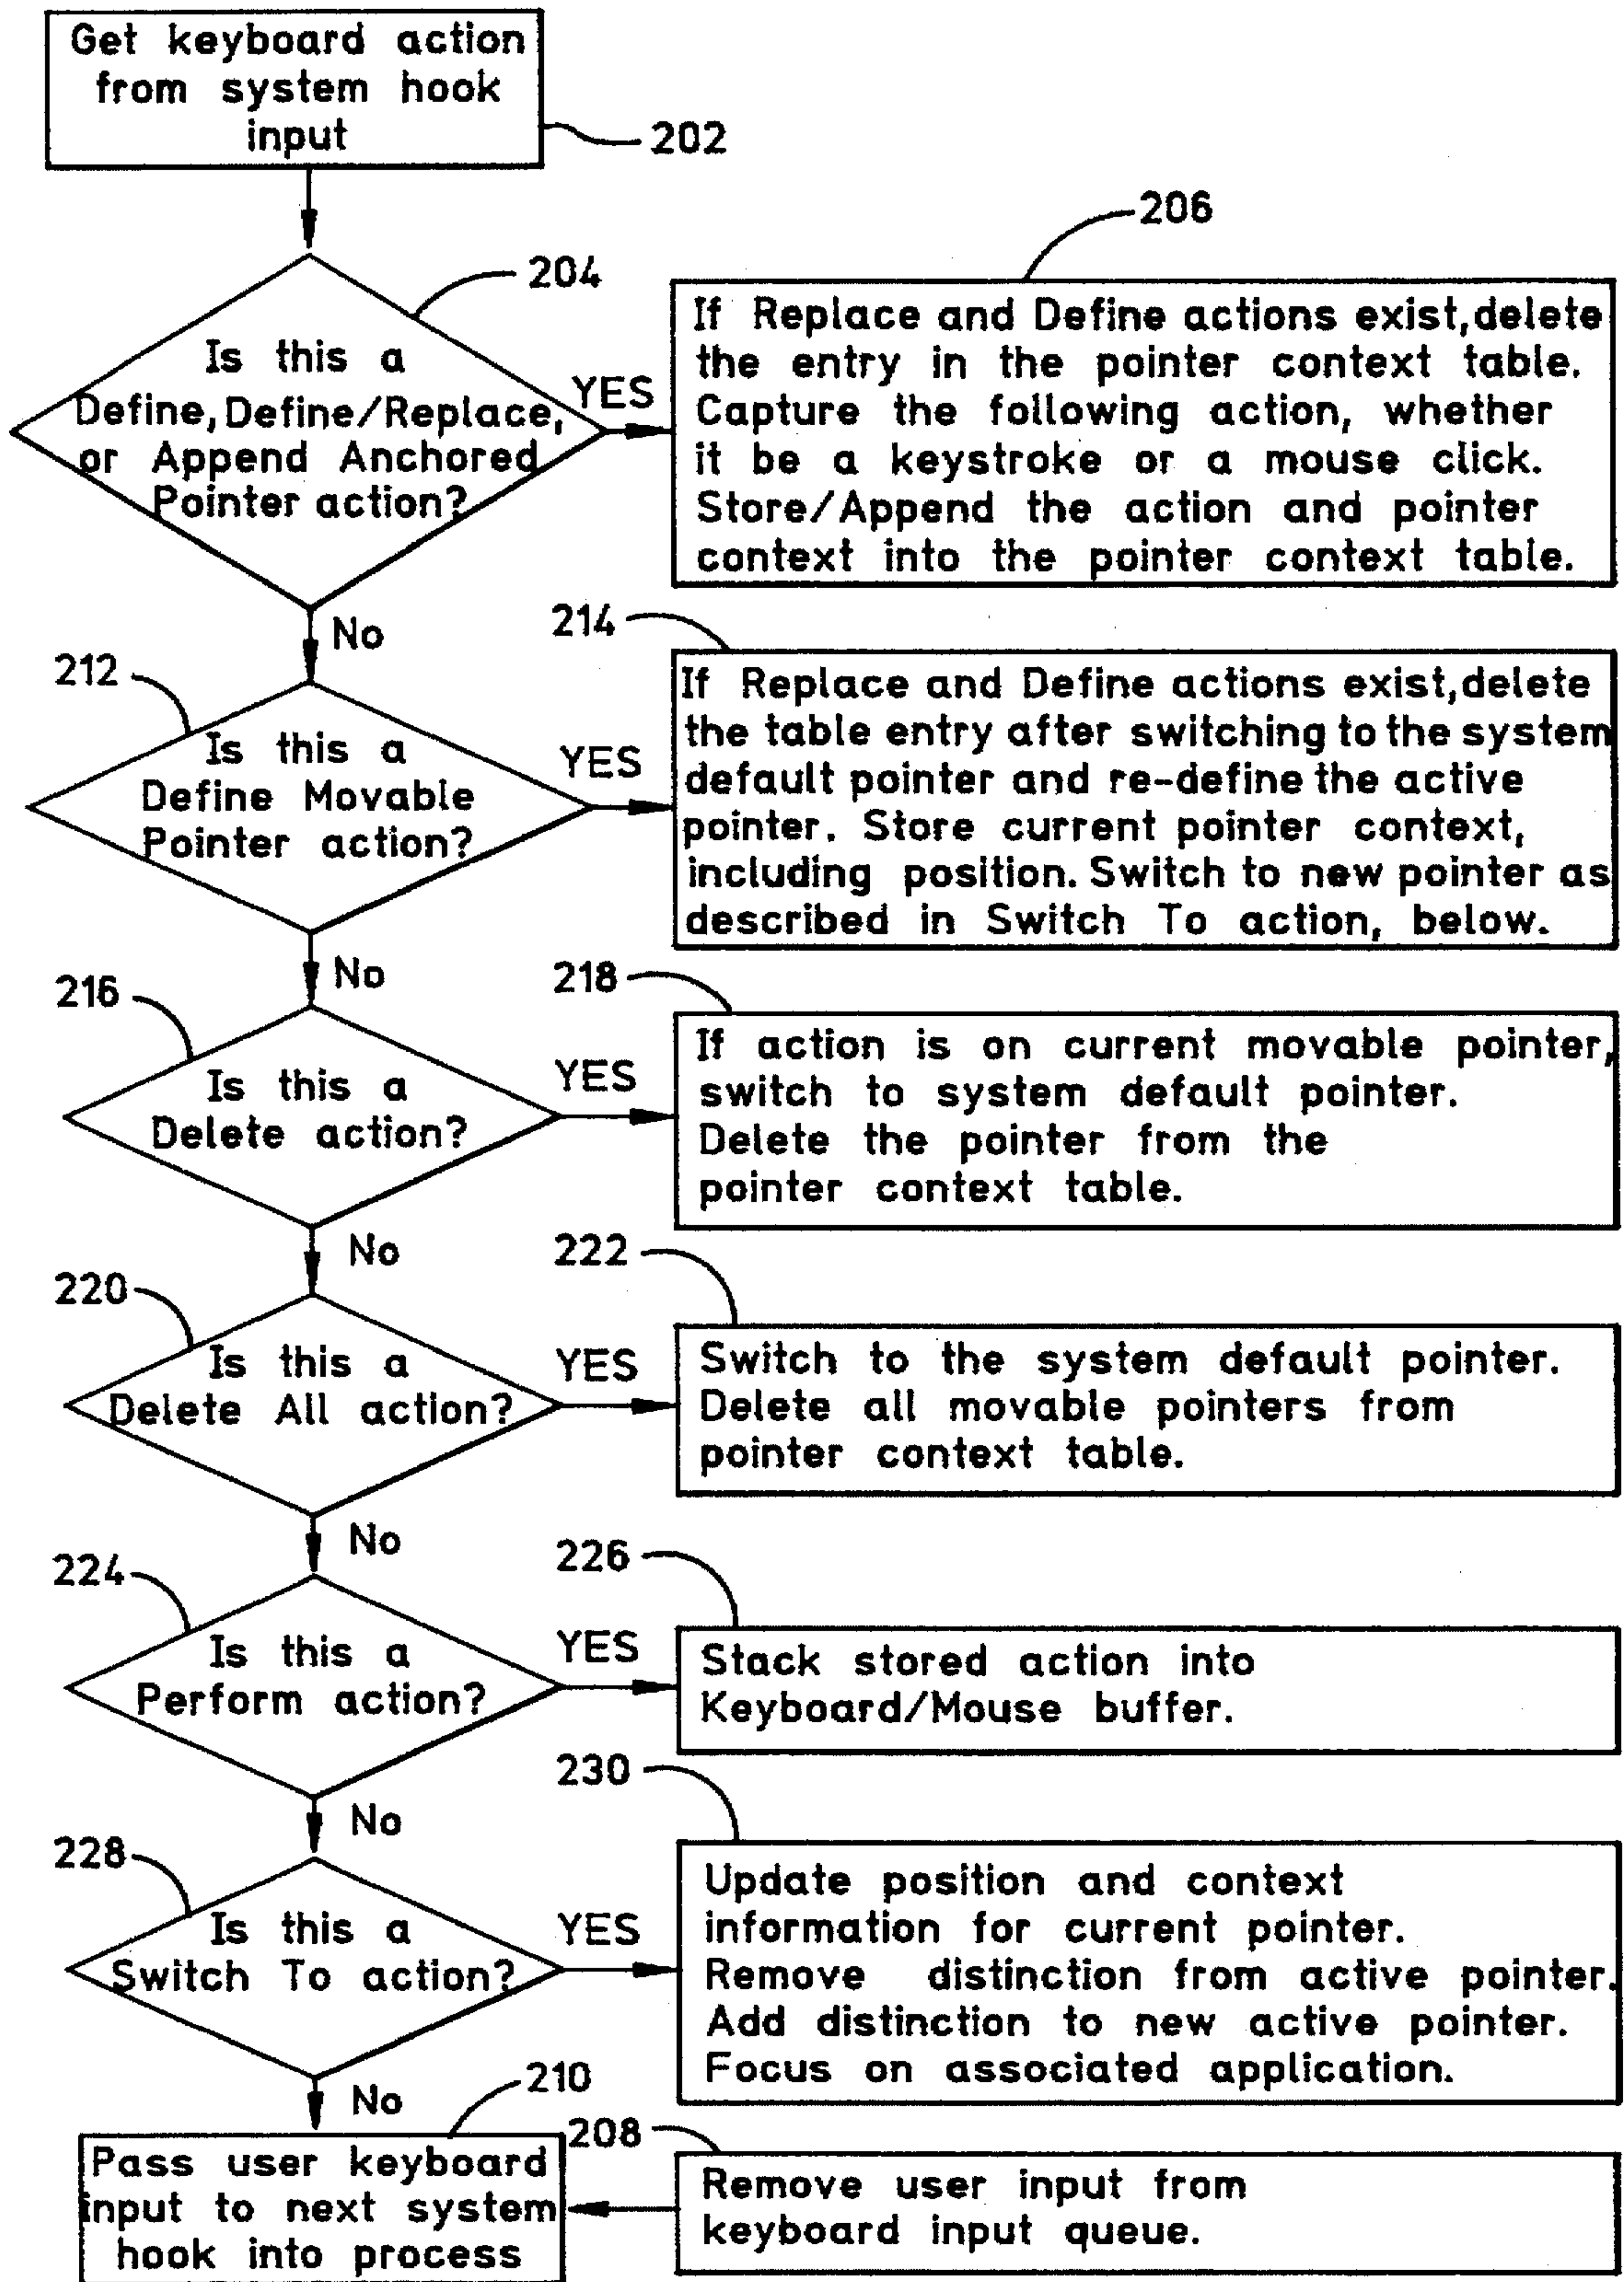 Get keyboard action
from system hook
input
202
204
Is this a
Define, Define/Replace,
or Append Anchored
Pointer action?
YES
206
If Replace and Define actions exist, delete
the entry in the pointer context table.
Capture the following action, whether
it be a keystroke or a mouse click.
Store/Append the action and pointer
context into the pointer context table.
No
212
Is this a
Define Movable
Pointer action?
YES
214
If Replace and Define actions exist, delete
the table entry after switching to the system
default pointer and re-define the active
pointer. Store current pointer context,
including position. Switch to new pointer as
described in Switch To action, below.
No
216
Is this a
Delete action?
YES
218
If action is on current movable pointer,
switch to system default pointer.
Delete the pointer from the
pointer context table.
No
220
Is this a
Delete All action?
YES
222
Switch to the system default pointer.
Delete all movable pointers from
pointer context table.
No
224
Is this a
Perform action?
YES
226
Stack stored action into
Keyboard/Mouse buffer.
No
228
Is this a
Switch To action?
YES
230
Update position and context
information for current pointer.
Remove distinction from active pointer.
Add distinction to new active pointer.
Focus on associated application.
No
210
Pass user keyboard
input to next system
hook into process
208
Remove user input from
keyboard input queue.